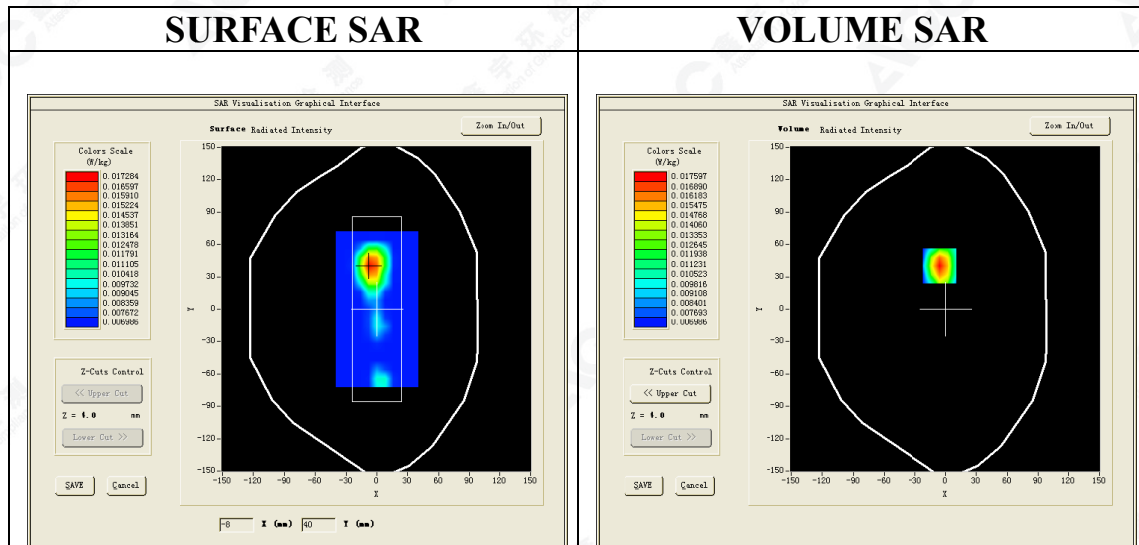 SURFACE SAR
VOLUME SAR
SAR Visualisation Graphical Interface
Surface Radiated Intensity
Zoom In/Out
Colors Scale
(W/kg)
0.017284
0.016597
0.015910
0.015224
0.014537
0.013851
0.013164
0.012478
0.011791
0.011105
0.010418
0.009732
0.009045
0.008359
0.007672
0.006986
150
120
90
60
30
0
-30
-60
-90
-120
-150
Y
-150 -120 -90 -60 -30 0 30 60 90 120 150
X
Z-Cuts Control
<< Upper Cut
Z = 4.0 mm
Lower Cut >>
SAVE Cancel
-8 X (mm) 40 Y (mm)
SAR Visualisation Graphical Interface
Volume Radiated Intensity
Zoom In/Out
Colors Scale
(W/kg)
0.017597
0.016890
0.016183
0.015475
0.014768
0.014060
0.013353
0.012645
0.011938
0.011231
0.010523
0.009816
0.009108
0.008401
0.007693
0.006986
150
120
90
60
30
0
-30
-60
-90
-120
-150
Y
-150 -120 -90 -60 -30 0 30 60 90 120 150
X
Z-Cuts Control
<< Upper Cut
Z = 4.0 mm
Lower Cut >>
SAVE Cancel